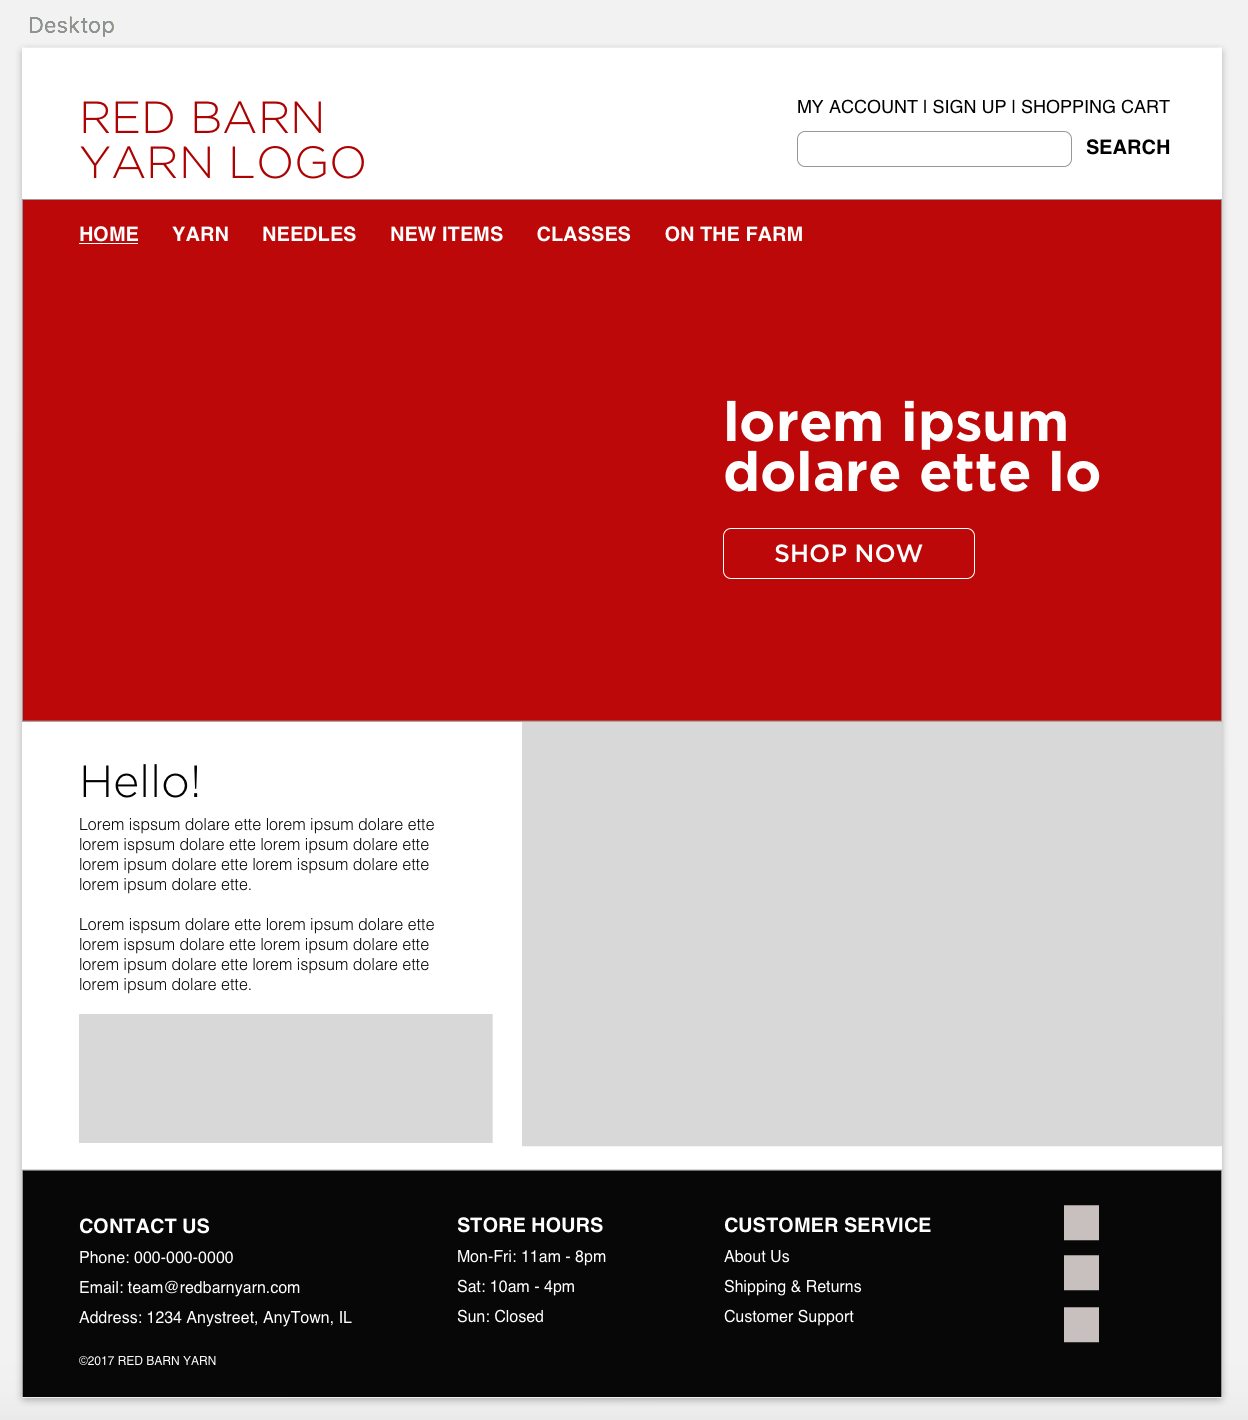 Desktop
RED BARN
YARN LOGO
MY ACCOUNT | SIGN UP | SHOPPING CART
SEARCH
HOME YARN NEEDLES NEW ITEMS CLASSES ON THE FARM
lorem ipsum
dolare ette lo
SHOP NOW
Hello!
Lorem ispsum dolare ette lorem ipsum dolare ette
lorem ispsum dolare ette lorem ipsum dolare ette
lorem ipsum dolare ette lorem ispsum dolare ette
lorem ipsum dolare ette.
Lorem ispsum dolare ette lorem ipsum dolare ette
lorem ispsum dolare ette lorem ipsum dolare ette
lorem ipsum dolare ette lorem ispsum dolare ette
lorem ipsum dolare ette.
CONTACT US
Phone: 000-000-0000
Email: team@redbarnyarn.com
Address: 1234 Anystreet, AnyTown, IL
©2017 RED BARN YARN
STORE HOURS
Mon-Fri: 11am - 8pm
Sat: 10am - 4pm
Sun: Closed
CUSTOMER SERVICE
About Us
Shipping & Returns
Customer Support